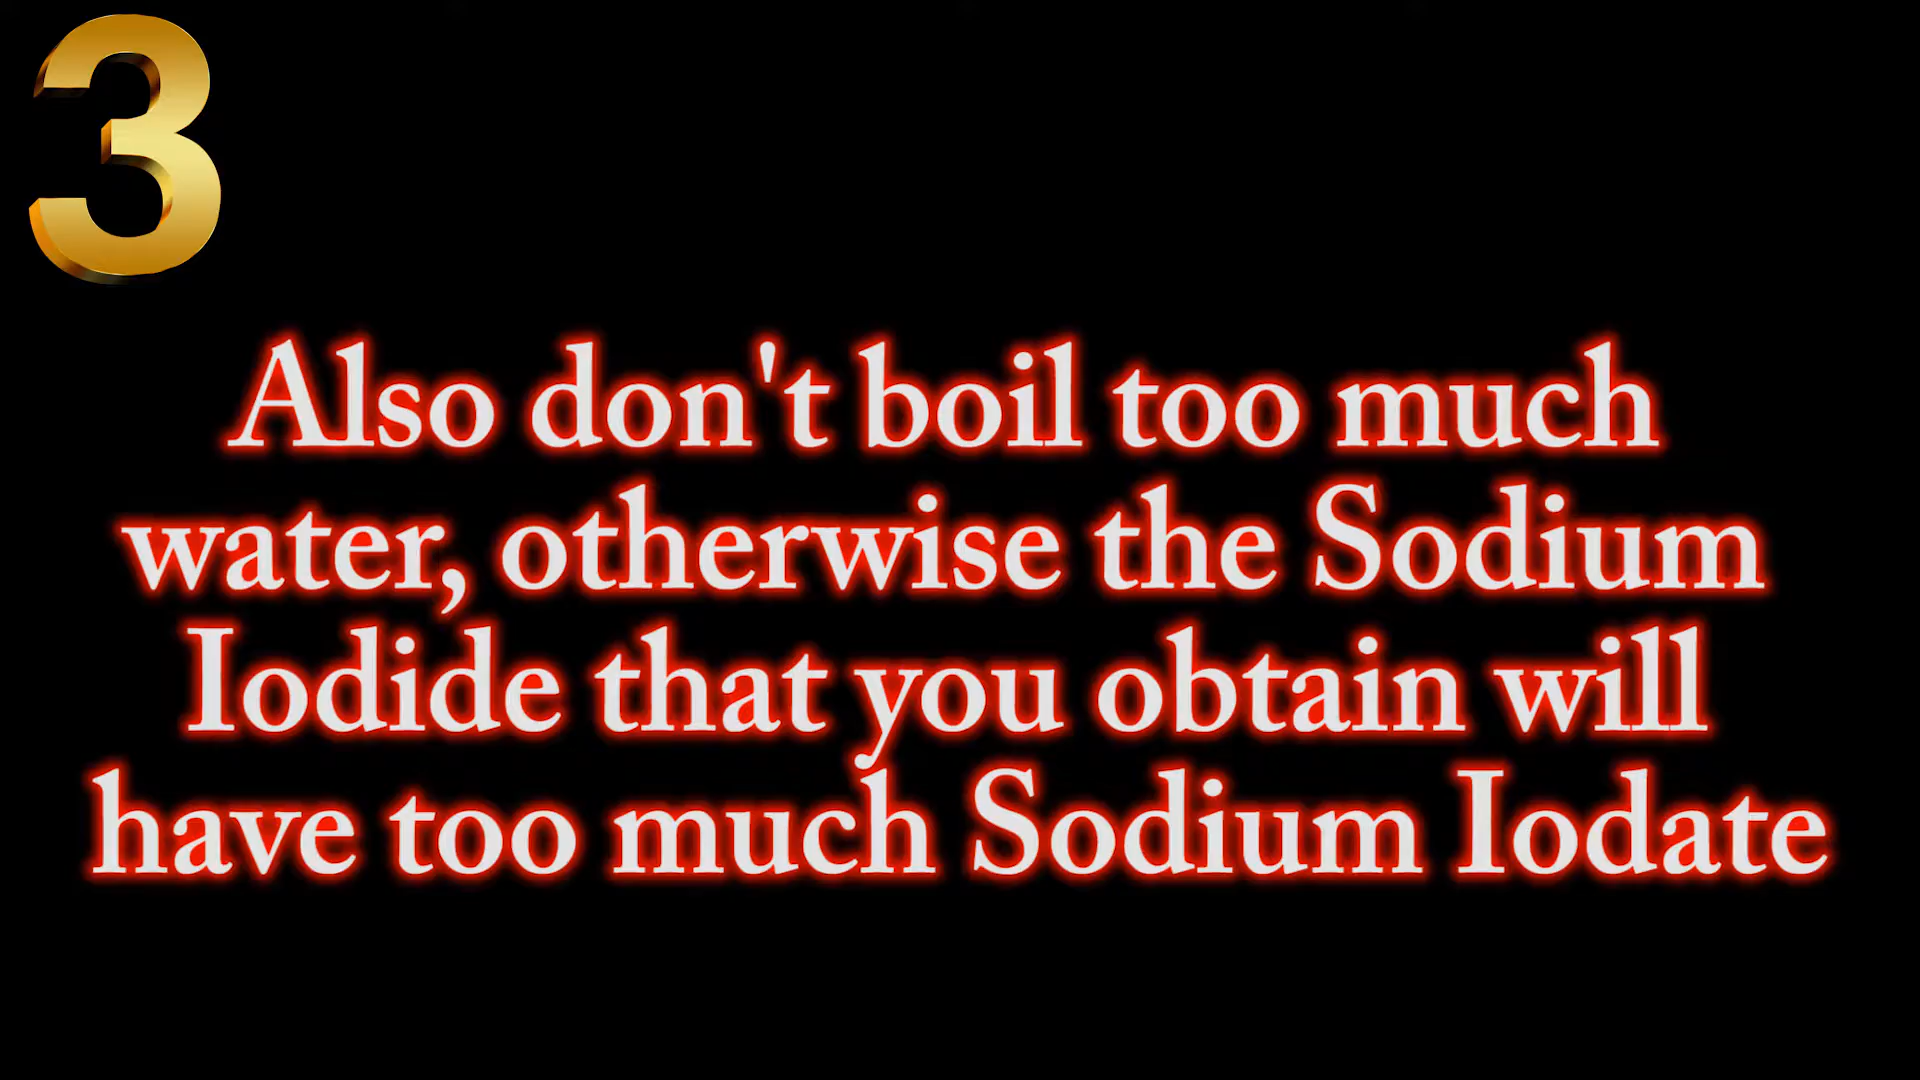 3
Also don't boil too much
water, otherwise the Sodium
Iodide that you obtain will
have too much Sodium Iodate